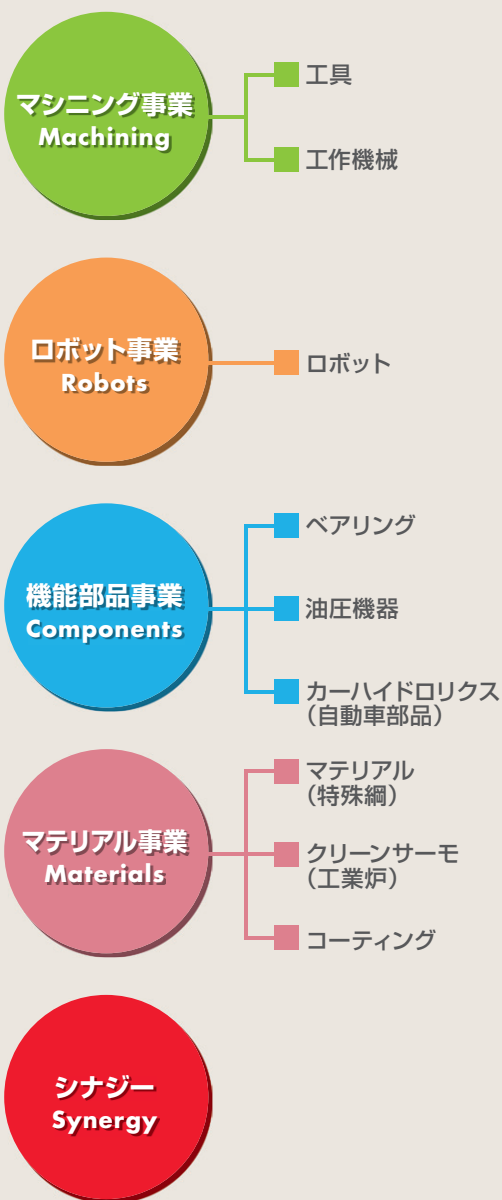 マシニング事業
Machining
工具
工作機械
ロボット事業
Robots
ロボット
機能部品事業
Components
ベアリング
油圧機器
カーハイドロリクス
（自動車部品）
マテリアル事業
Materials
マテリアル
（特殊綱）
クリーンサーモ
（工業炉）
コーティング
シナジー
Synergy